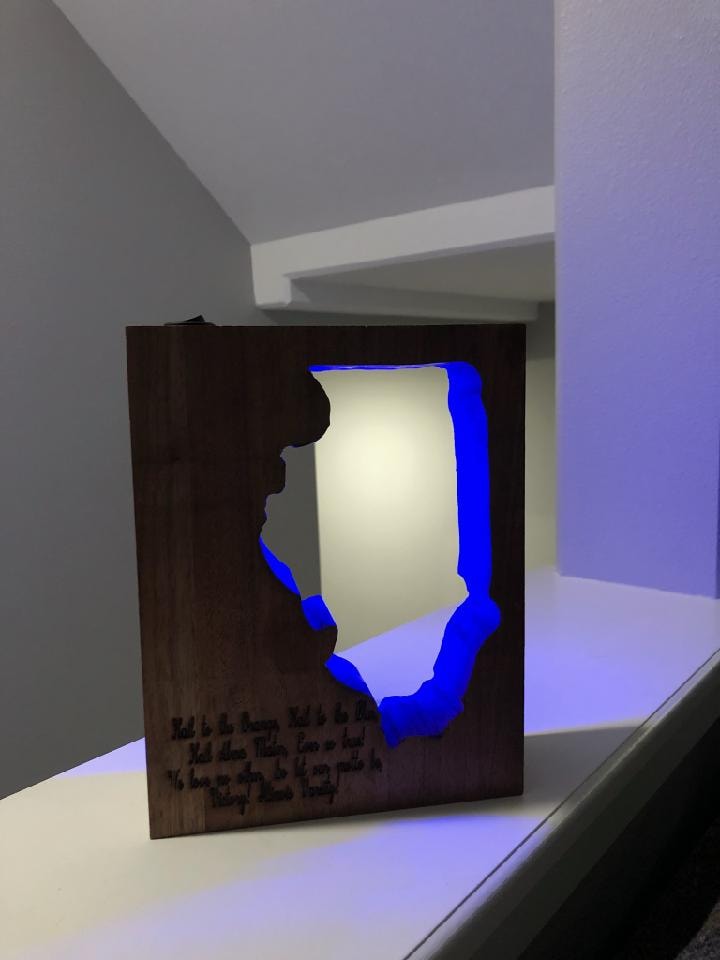 Hail to the Orange, Hail to the Blue,
Hail Alma Mater, Ever so true!
We love no other, So let our motto be
Victory! Illinois Varsity!